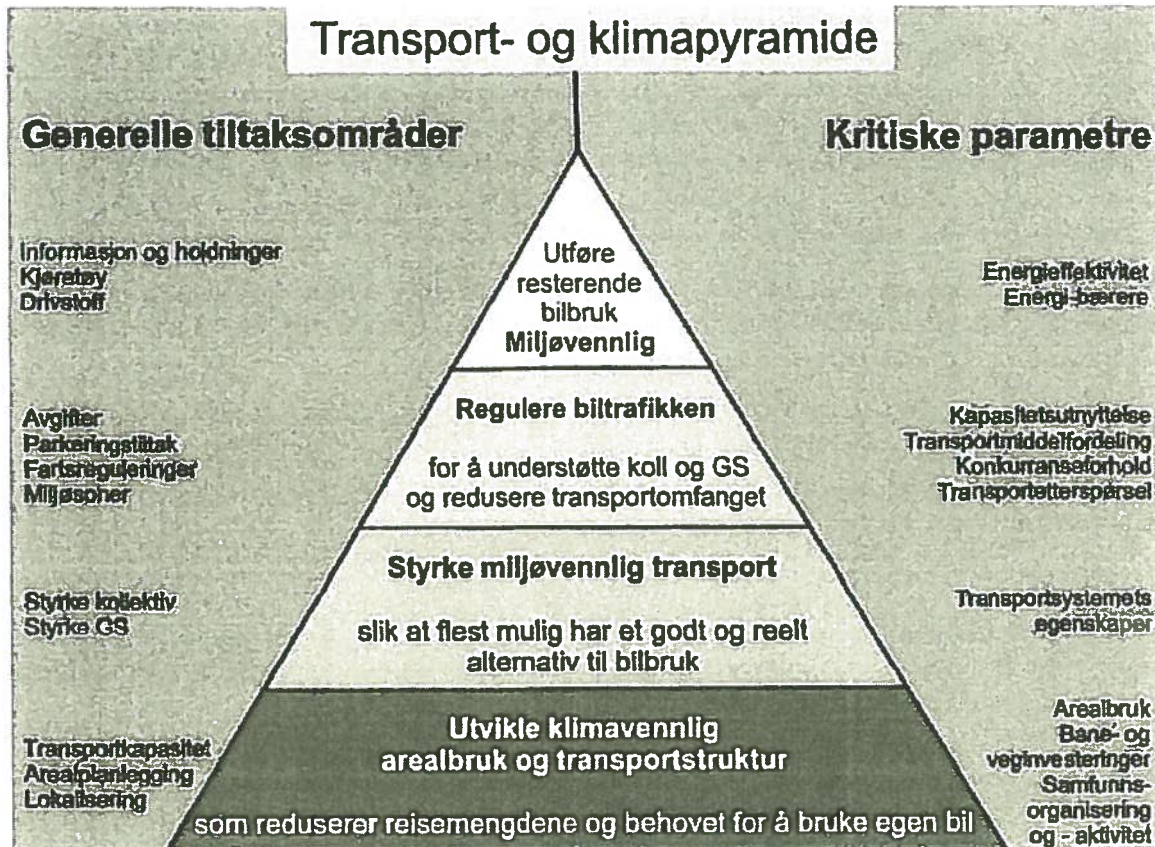 Transport- og klimapyramide
Generelle tiltaksområder
Kritiske parametre
Informasjon og holdninger
Kjøretøy
Drivstoff
Utføre
resterende
bilbruk
Miljøvennlig
Energieffektivitet
Energi-bærere
Avgifter
Parkeringstiltak
Fartsreguleringer
Miljøsoner
Regulere biltrafikken
for å understøtte koll og GS
og redusere transportomfanget
Kapasitetsutnyttelse
Transportmiddelfordeling
Konkurranseforhold
Transportetterspørsel
Styrke kollektiv
Styrke GS
Styrke miljøvennlig transport
slik at flest mulig har et godt og reelt
alternativ til bilbruk
Transportsystemets
egenskaper
Transportkapasitet
Arealplanlegging
Lokalisering
Utvikle klimavennlig
arealbruk og transportstruktur
som reduserer reisemengdene og behovet for å bruke egen bil
Arealbruk
Bane- og
veginvesteringer
Samfunns-
organisering
og - aktivitet